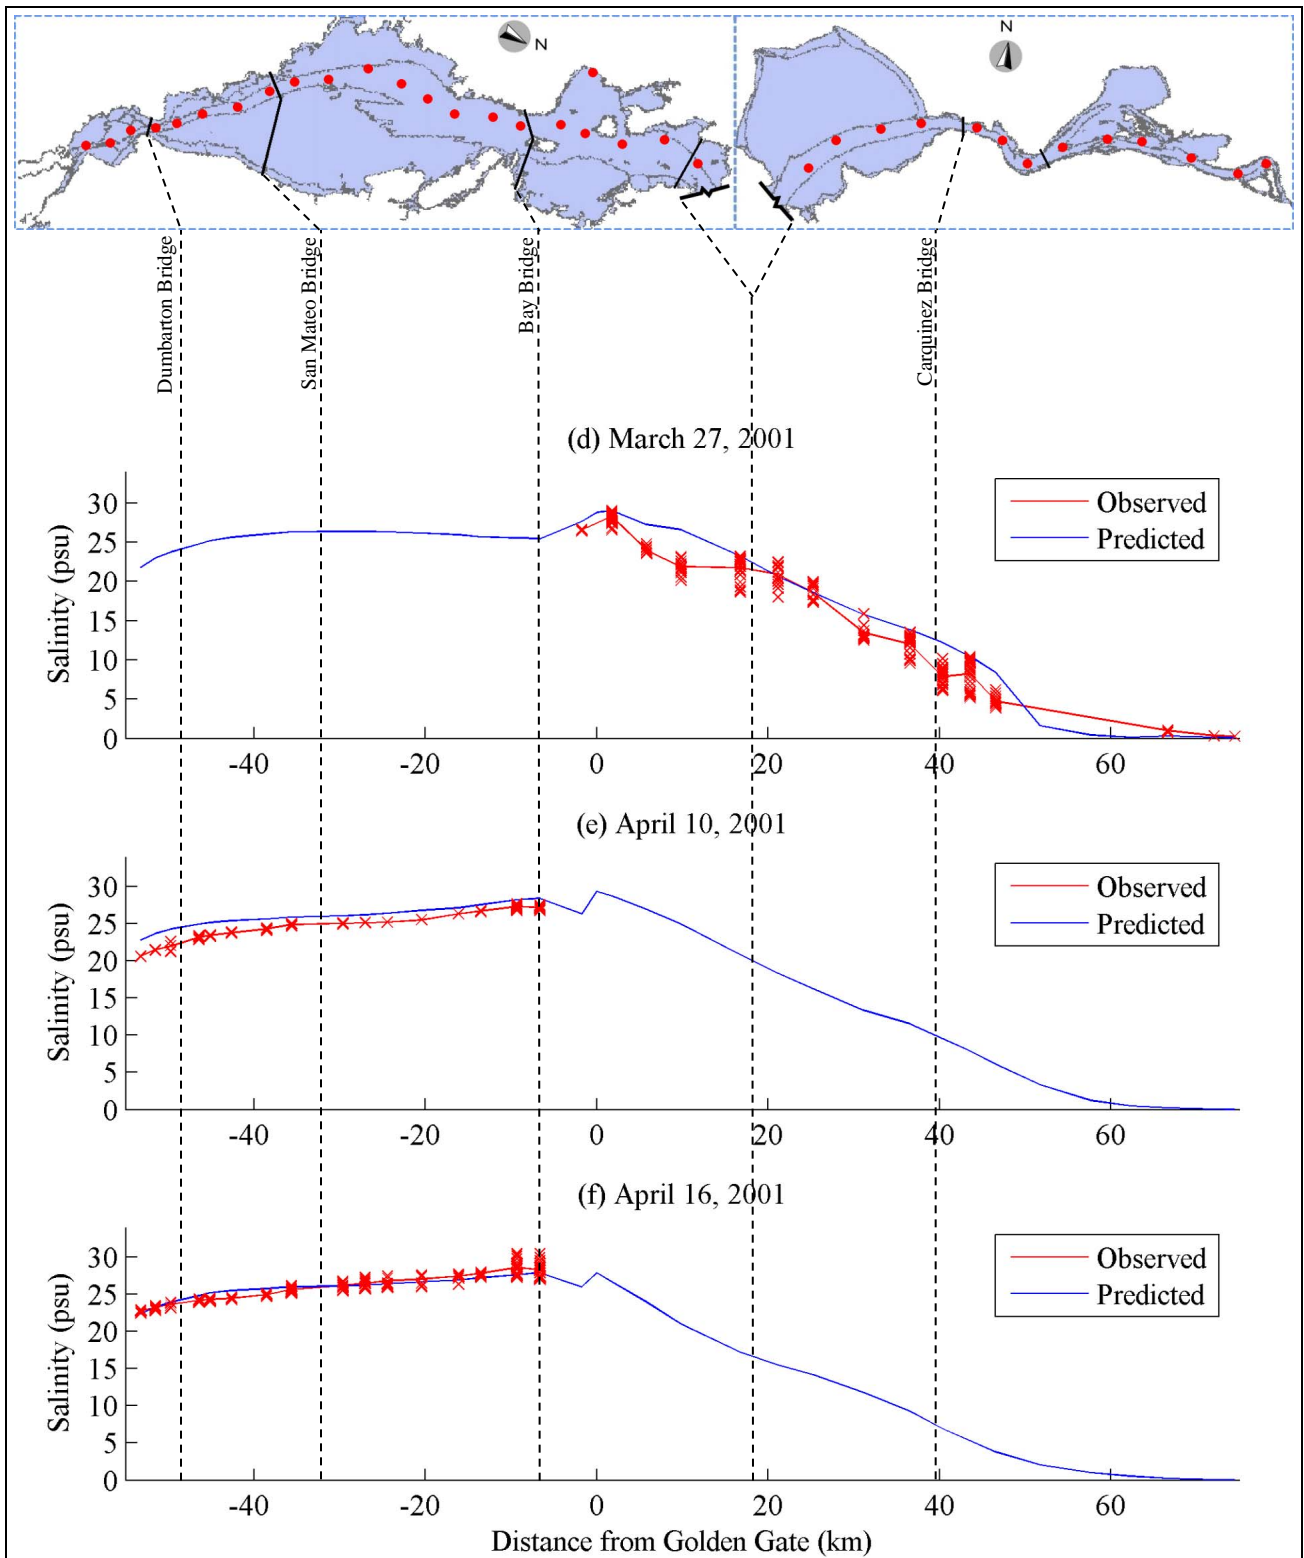 N
N
Dumbarton Bridge
San Mateo Bridge
Bay Bridge
Carquinez Bridge
(d) March 27, 2001
Salinity (psu)
30
25
20
15
10
5
0
Observed
Predicted
-40 -20 0 20 40 60
(e) April 10, 2001
Salinity (psu)
30
25
20
15
10
5
0
Observed
Predicted
-40 -20 0 20 40 60
(f) April 16, 2001
Salinity (psu)
30
25
20
15
10
5
0
Observed
Predicted
-40 -20 0 20 40 60
Distance from Golden Gate (km)